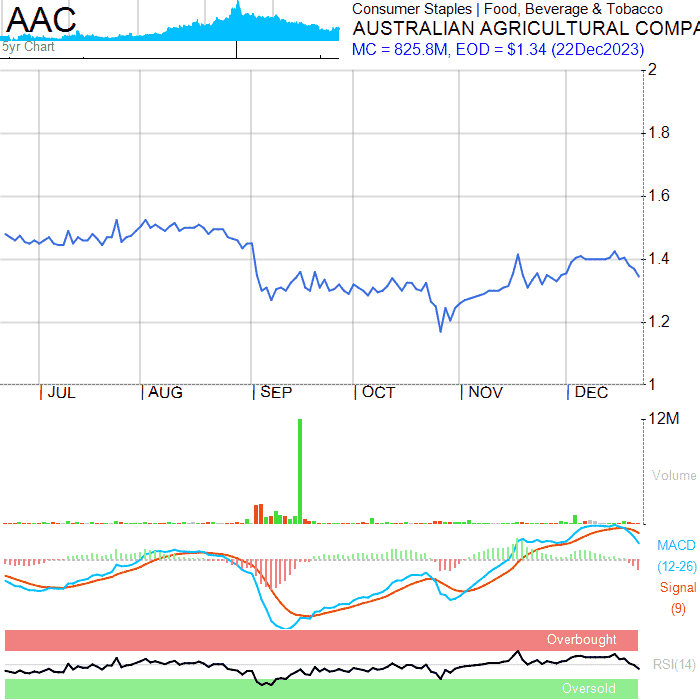 AAC
5yr Chart
Consumer Staples | Food, Beverage & Tobacco
AUSTRALIAN AGRICULTURAL COMPA
MC = 825.8M, EOD = $1.34 (22Dec2023)
2
1.8
1.6
1.4
1.2
1
JUL AUG SEP OCT NOV DEC
12M
Volume
MACD
(12-26)
Signal
(9)
Overbought
RSI(14)
Oversold